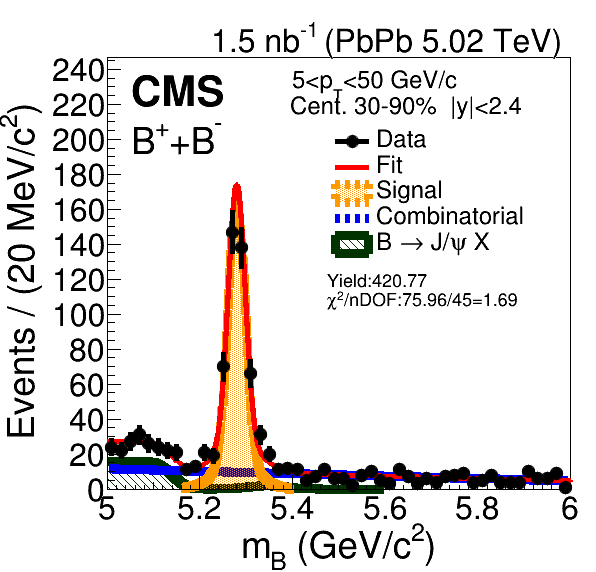 1.5 nb⁻¹ (PbPb 5.02 TeV)
CMS
B⁺+B⁻
5<p_T<50 GeV/c
Cent. 30-90% |y|<2.4
Data
Fit
Signal
Combinatorial
B → J/ψ X
Yield:420.77
χ²/nDOF:75.96/45=1.69
Events / (20 MeV/c²)
240
220
200
180
160
140
120
100
80
60
40
20
0
5
5.2
5.4
5.6
5.8
6
m_B (GeV/c²)